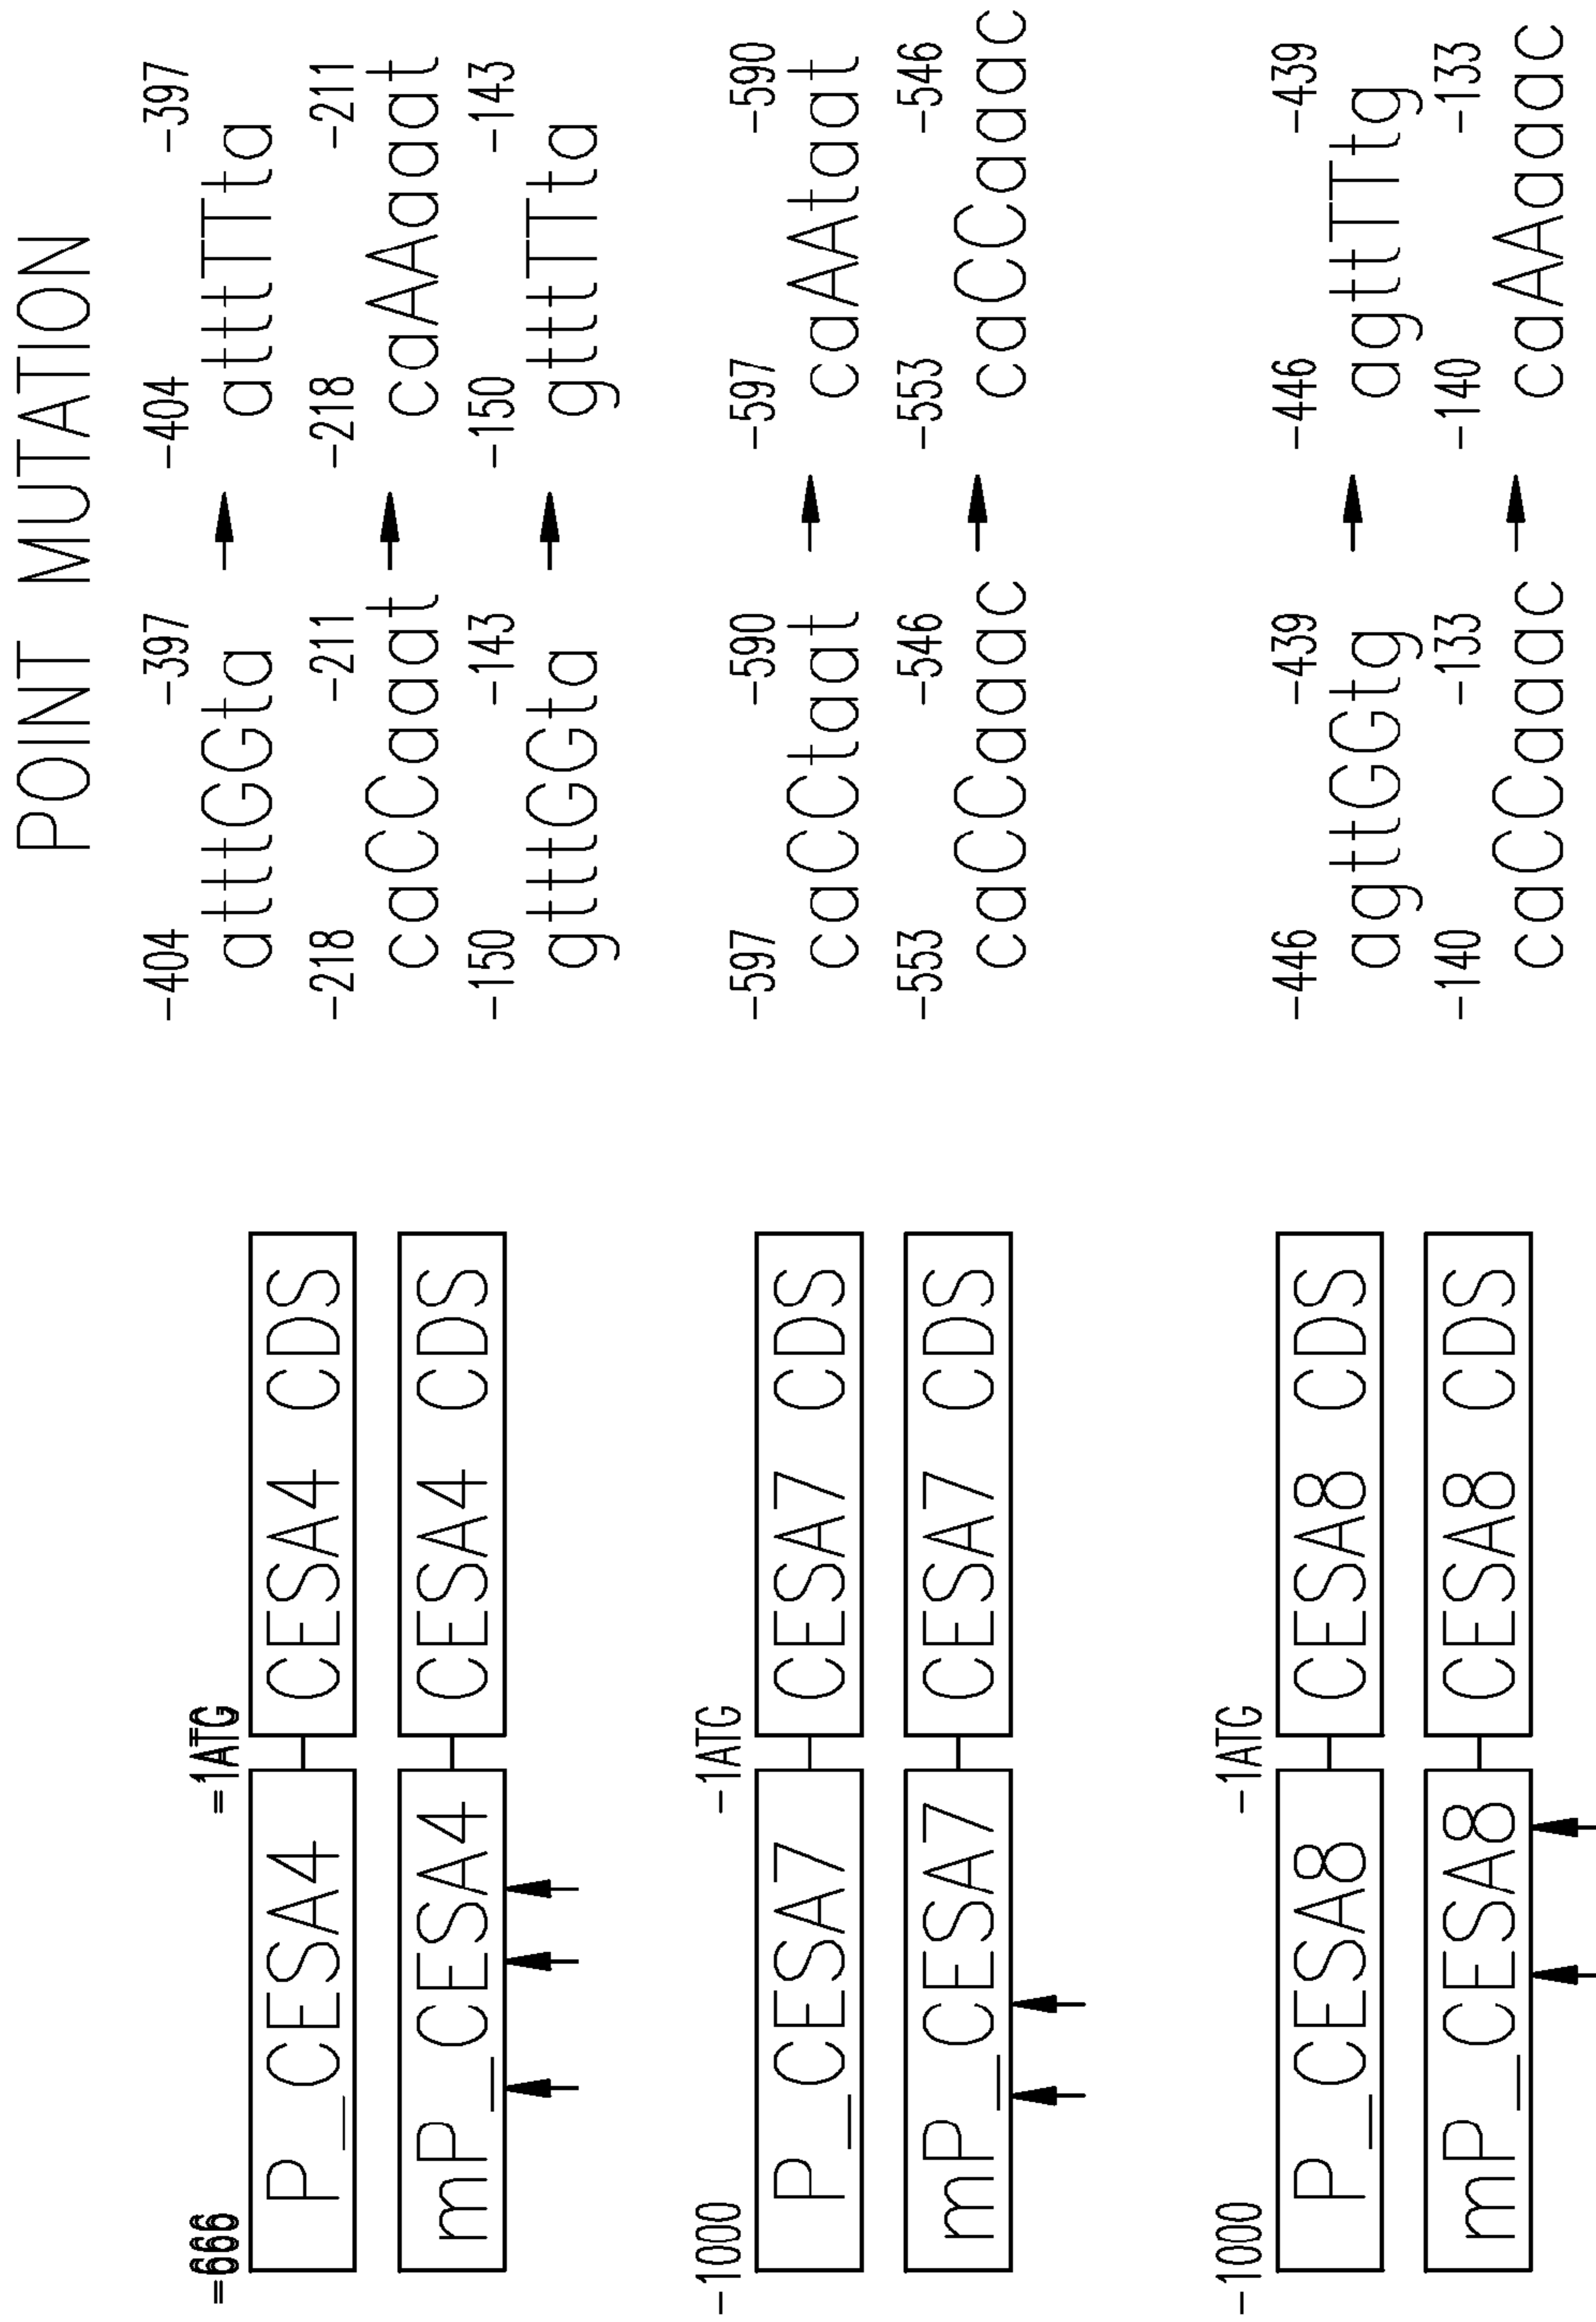 POINT MUTATION
-666 -1ATG
P_CESA4 CESA4 CDS
mP_CESA4 CESA4 CDS
-404 -397 -404 -397
atttGGta atttTTta
-218 -211 -218 -211
caCCaaat caAAaaat
-150 -143 -150 -143
gtttGGta gtttTTta
-1000 -1ATG
P_CESA7 CESA7 CDS
mP_CESA7 CESA7 CDS
-597 -590 -597 -590
caCCtaat caAAtaat
-553 -546 -553 -546
caCCaaac caCCaaac
-1000 -1ATG
P_CESA8 CESA8 CDS
mP_CESA8 CESA8 CDS
-446 -439 -446 -439
agttGGtg agttTTtg
-140 -133 -140 -133
caCCaaac caAAaaac